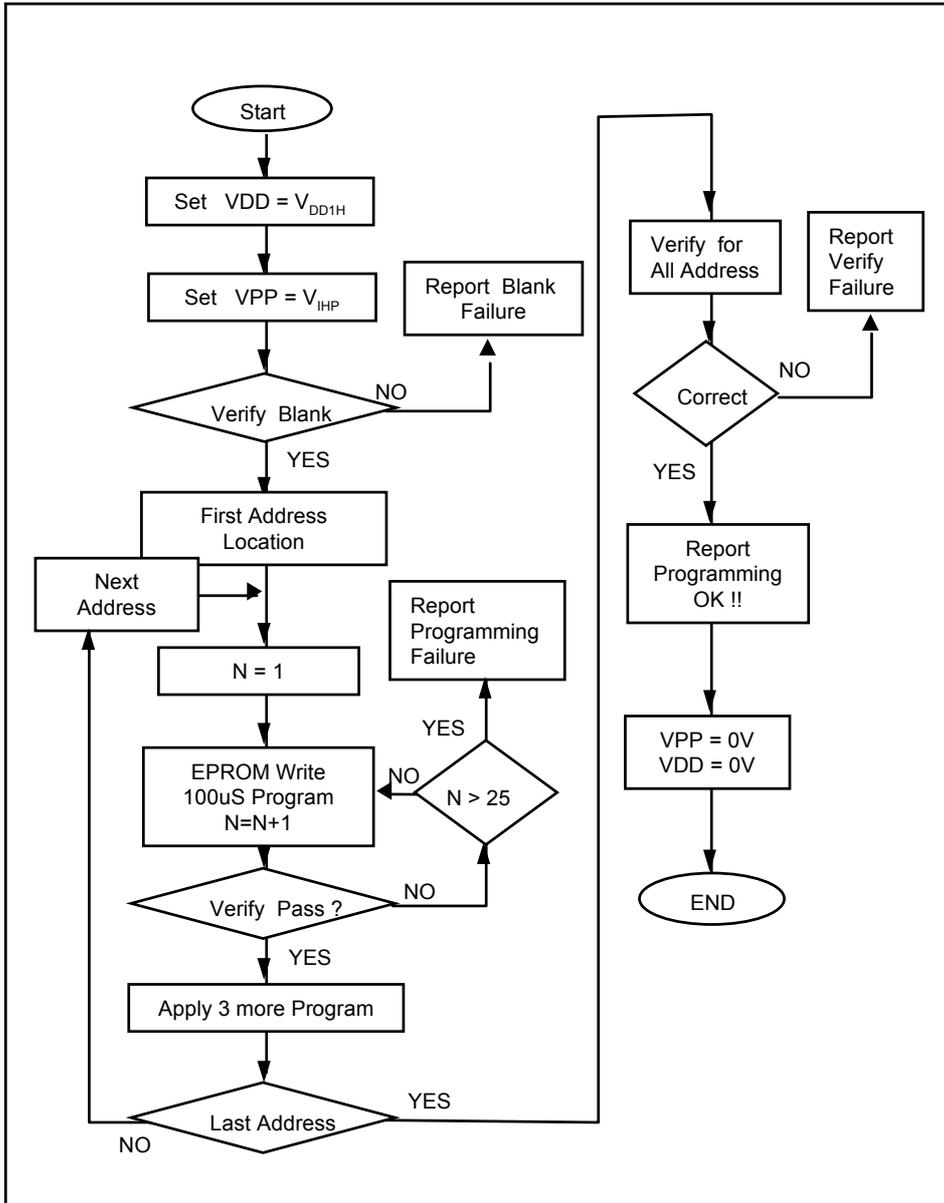 Start
Set VDD = VDD1H
Set VPP = VIHP
Report Blank
Failure
Verify Blank
NO
YES
First Address
Location
Next
Address
N = 1
Report
Programming
Failure
YES
EPROM Write
100uS Program
N=N+1
NO
N > 25
Verify Pass ?
NO
YES
Apply 3 more Program
Last Address
YES
NO
Verify for
All Address
Report
Verify
Failure
Correct
NO
YES
Report
Programming
OK !!
VPP = 0V
VDD = 0V
END